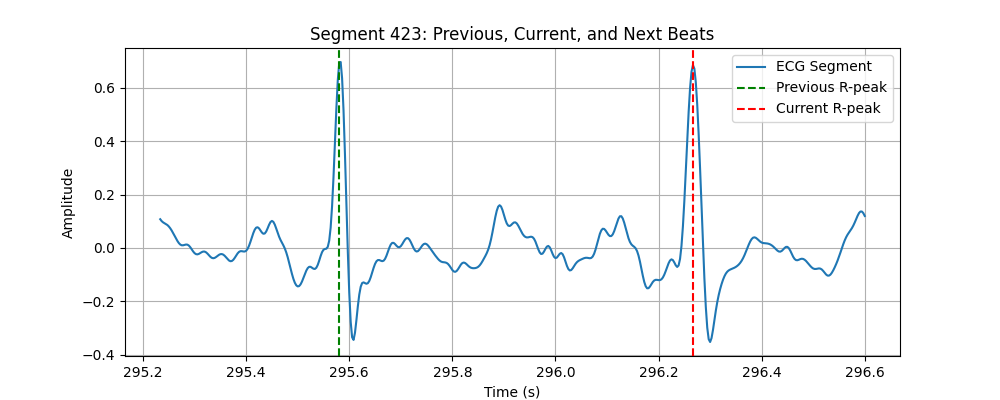 Segment 423: Previous, Current, and Next Beats
ECG Segment
Previous R-peak
Current R-peak
Amplitude
0.6
0.4
0.2
0.0
−0.2
−0.4
295.2 295.4 295.6 295.8 296.0 296.2 296.4 296.6
Time (s)